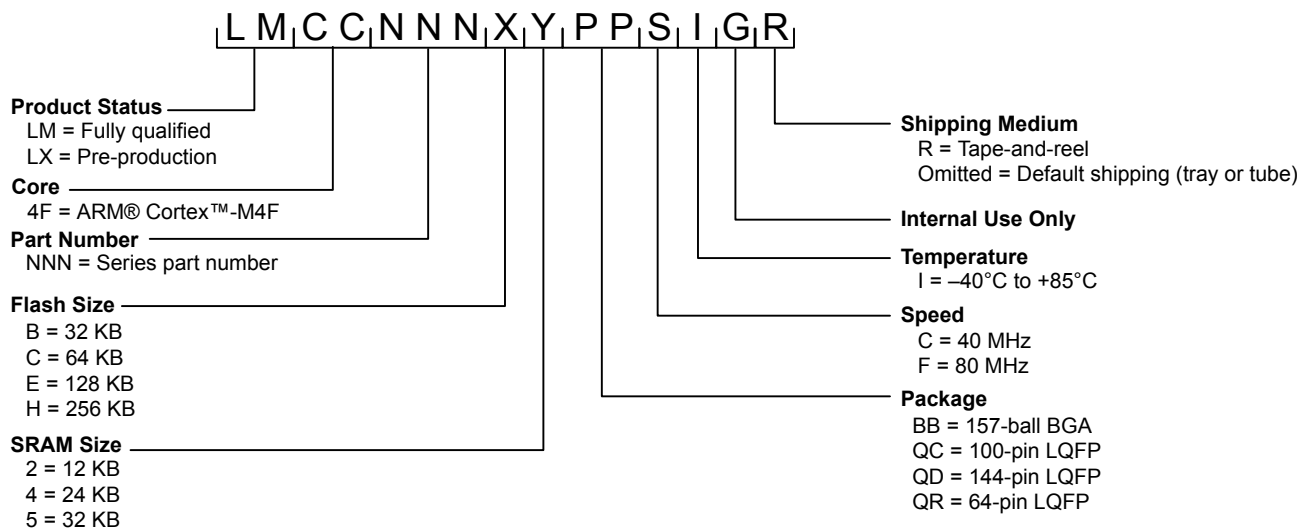 L M C C N N N X Y P P S I G R
Product Status
LM = Fully qualified
LX = Pre-production
Core
4F = ARM® Cortex™-M4F
Part Number
NNN = Series part number
Flash Size
B = 32 KB
C = 64 KB
E = 128 KB
H = 256 KB
SRAM Size
2 = 12 KB
4 = 24 KB
5 = 32 KB
Shipping Medium
R = Tape-and-reel
Omitted = Default shipping (tray or tube)
Internal Use Only
Temperature
I = –40°C to +85°C
Speed
C = 40 MHz
F = 80 MHz
Package
BB = 157-ball BGA
QC = 100-pin LQFP
QD = 144-pin LQFP
QR = 64-pin LQFP